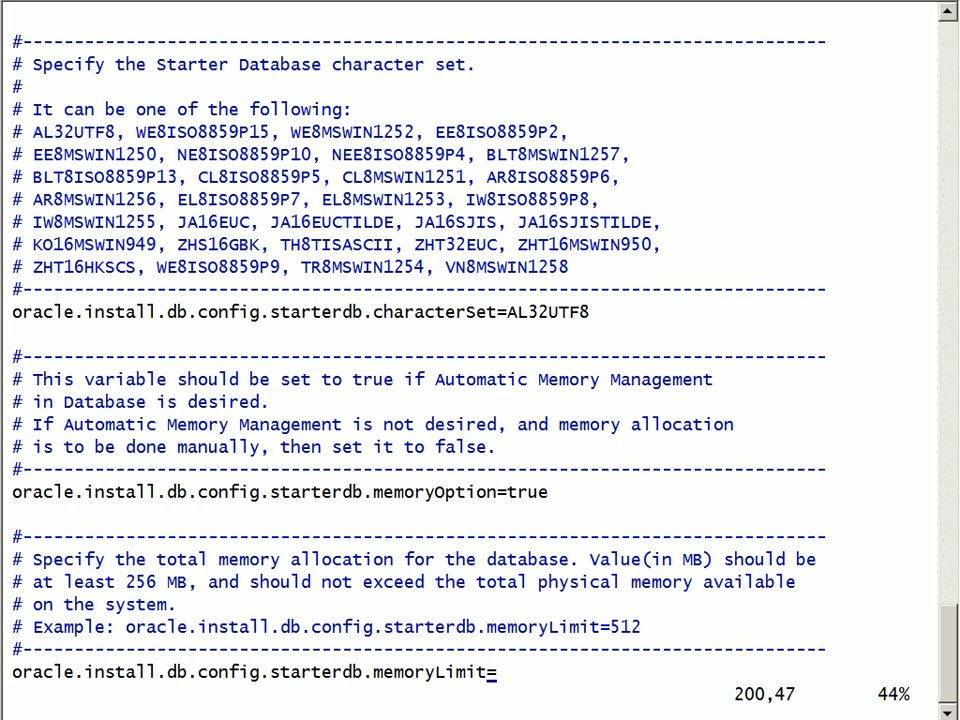 #------------------------------------------------------------------------------
# Specify the Starter Database character set.
#
# It can be one of the following:
# AL32UTF8, WE8ISO8859P15, WE8MSWIN1252, EE8ISO8859P2,
# EE8MSWIN1250, NE8ISO8859P10, NEE8ISO8859P4, BLT8MSWIN1257,
# BLT8ISO8859P13, CL8ISO8859P5, CL8MSWIN1251, AR8ISO8859P6,
# AR8MSWIN1256, EL8ISO8859P7, EL8MSWIN1253, IW8ISO8859P8,
# IW8MSWIN1255, JA16EUC, JA16EUCTILDE, JA16SJIS, JA16SJISTILDE,
# KO16MSWIN949, ZHS16GBK, TH8TISASCII, ZHT32EUC, ZHT16MSWIN950,
# ZHT16HKSCS, WE8ISO8859P9, TR8MSWIN1254, VN8MSWIN1258
#------------------------------------------------------------------------------
oracle.install.db.config.starterdb.characterSet=AL32UTF8
#------------------------------------------------------------------------------
# This variable should be set to true if Automatic Memory Management
# in Database is desired.
# If Automatic Memory Management is not desired, and memory allocation
# is to be done manually, then set it to false.
#------------------------------------------------------------------------------
oracle.install.db.config.starterdb.memoryOption=true
#------------------------------------------------------------------------------
# Specify the total memory allocation for the database. Value(in MB) should be
# at least 256 MB, and should not exceed the total physical memory available
# on the system.
# Example: oracle.install.db.config.starterdb.memoryLimit=512
#------------------------------------------------------------------------------
oracle.install.db.config.starterdb.memoryLimit=
200,47 44%